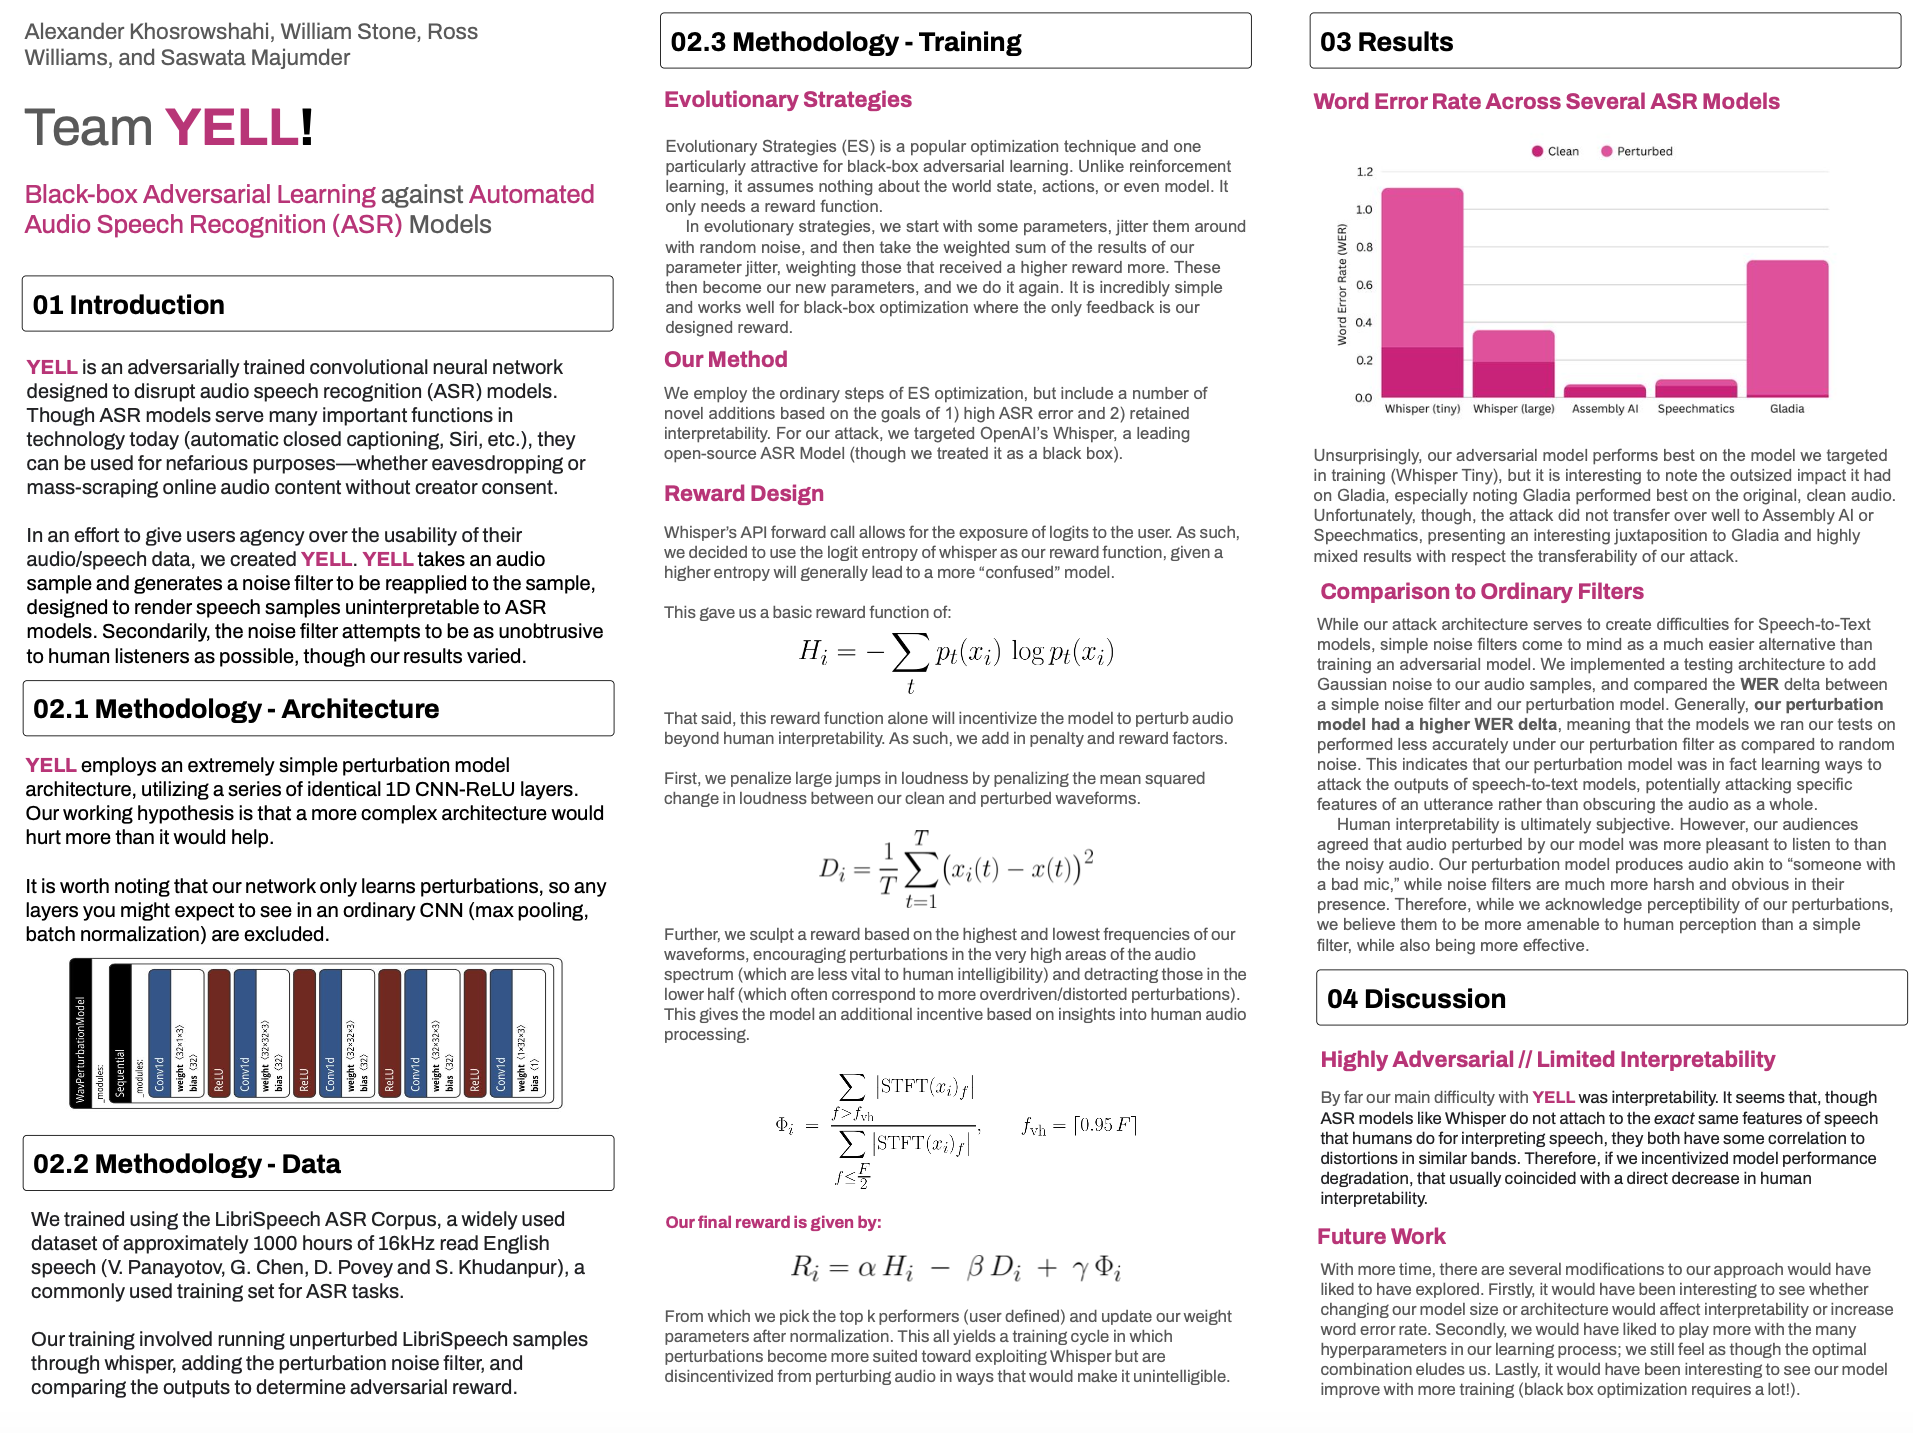 Alexander Khosrowshahi, William Stone, Ross
Williams, and Saswata Majumder
Team YELL!
Black-box Adversarial Learning against Automated
Audio Speech Recognition (ASR) Models
01 Introduction
YELL is an adversarially trained convolutional neural network
designed to disrupt audio speech recognition (ASR) models.
Though ASR models serve many important functions in
technology today (automatic closed captioning, Siri, etc.), they
can be used for nefarious purposes—whether eavesdropping or
mass-scraping online audio content without creator consent.
In an effort to give users agency over the usability of their
audio/speech data, we created YELL. YELL takes an audio
sample and generates a noise filter to be reapplied to the sample,
designed to render speech samples uninterpretable to ASR
models. Secondarily, the noise filter attempts to be as unobtrusive
to human listeners as possible, though our results varied.
02.1 Methodology - Architecture
YELL employs an extremely simple perturbation model
architecture, utilizing a series of identical 1D CNN-ReLU layers.
Our working hypothesis is that a more complex architecture would
hurt more than it would help.
It is worth noting that our network only learns perturbations, so any
layers you might expect to see in an ordinary CNN (max pooling,
batch normalization) are excluded.
WavPerturbationModel
_modules:
Sequential
_modules:
Conv1d
weight ⟨32×1×3⟩
bias ⟨32⟩
ReLU
Conv1d
weight ⟨32×32×3⟩
bias ⟨32⟩
ReLU
Conv1d
weight ⟨32×32×3⟩
bias ⟨32⟩
ReLU
Conv1d
weight ⟨32×32×3⟩
bias ⟨32⟩
ReLU
Conv1d
weight ⟨1×32×3⟩
bias ⟨1⟩
02.2 Methodology - Data
We trained using the LibriSpeech ASR Corpus, a widely used
dataset of approximately 1000 hours of 16kHz read English
speech (V. Panayotov, G. Chen, D. Povey and S. Khudanpur), a
commonly used training set for ASR tasks.
Our training involved running unperturbed LibriSpeech samples
through whisper, adding the perturbation noise filter, and
comparing the outputs to determine adversarial reward.
02.3 Methodology - Training
Evolutionary Strategies
Evolutionary Strategies (ES) is a popular optimization technique and one
particularly attractive for black-box adversarial learning. Unlike reinforcement
learning, it assumes nothing about the world state, actions, or even model. It
only needs a reward function.
In evolutionary strategies, we start with some parameters, jitter them around
with random noise, and then take the weighted sum of the results of our
parameter jitter, weighting those that received a higher reward more. These
then become our new parameters, and we do it again. It is incredibly simple
and works well for black-box optimization where the only feedback is our
designed reward.
Our Method
We employ the ordinary steps of ES optimization, but include a number of
novel additions based on the goals of 1) high ASR error and 2) retained
interpretability. For our attack, we targeted OpenAI's Whisper, a leading
open-source ASR Model (though we treated it as a black box).
Reward Design
Whisper's API forward call allows for the exposure of logits to the user. As such,
we decided to use the logit entropy of whisper as our reward function, given a
higher entropy will generally lead to a more “confused” model.
This gave us a basic reward function of:
H_i = − ∑_t p_t(x_i) log p_t(x_i)
That said, this reward function alone will incentivize the model to perturb audio
beyond human interpretability. As such, we add in penalty and reward factors.
First, we penalize large jumps in loudness by penalizing the mean squared
change in loudness between our clean and perturbed waveforms.
D_i = 1/T ∑_{t=1}^{T} (x_i(t) − x(t))^2
Further, we sculpt a reward based on the highest and lowest frequencies of our
waveforms, encouraging perturbations in the very high areas of the audio
spectrum (which are less vital to human intelligibility) and detracting those in the
lower half (which often correspond to more overdriven/distorted perturbations).
This gives the model an additional incentive based on insights into human audio
processing.
Φ_i = ∑_{f>f_vh} |STFT(x_i)_f| / ∑_{f≤F/2} |STFT(x_i)_f|, f_vh = ⌈0.95 F⌉
Our final reward is given by:
R_i = α H_i − β D_i + γ Φ_i
From which we pick the top k performers (user defined) and update our weight
parameters after normalization. This all yields a training cycle in which
perturbations become more suited toward exploiting Whisper but are
disincentivized from perturbing audio in ways that would make it unintelligible.
03 Results
Word Error Rate Across Several ASR Models
Clean Perturbed
Word Error Rate (WER)
1.2
1.0
0.8
0.6
0.4
0.2
0.0
Whisper (tiny) Whisper (large) Assembly AI Speechmatics Gladia
Unsurprisingly, our adversarial model performs best on the model we targeted
in training (Whisper Tiny), but it is interesting to note the outsized impact it had
on Gladia, especially noting Gladia performed best on the original, clean audio.
Unfortunately, though, the attack did not transfer over well to Assembly AI or
Speechmatics, presenting an interesting juxtaposition to Gladia and highly
mixed results with respect the transferability of our attack.
Comparison to Ordinary Filters
While our attack architecture serves to create difficulties for Speech-to-Text
models, simple noise filters come to mind as a much easier alternative than
training an adversarial model. We implemented a testing architecture to add
Gaussian noise to our audio samples, and compared the WER delta between
a simple noise filter and our perturbation model. Generally, our perturbation
model had a higher WER delta, meaning that the models we ran our tests on
performed less accurately under our perturbation filter as compared to random
noise. This indicates that our perturbation model was in fact learning ways to
attack the outputs of speech-to-text models, potentially attacking specific
features of an utterance rather than obscuring the audio as a whole.
Human interpretability is ultimately subjective. However, our audiences
agreed that audio perturbed by our model was more pleasant to listen to than
the noisy audio. Our perturbation model produces audio akin to “someone with
a bad mic,” while noise filters are much more harsh and obvious in their
presence. Therefore, while we acknowledge perceptibility of our perturbations,
we believe them to be more amenable to human perception than a simple
filter, while also being more effective.
04 Discussion
Highly Adversarial // Limited Interpretability
By far our main difficulty with YELL was interpretability. It seems that, though
ASR models like Whisper do not attach to the exact same features of speech
that humans do for interpreting speech, they both have some correlation to
distortions in similar bands. Therefore, if we incentivized model performance
degradation, that usually coincided with a direct decrease in human
interpretability.
Future Work
With more time, there are several modifications to our approach would have
liked to have explored. Firstly, it would have been interesting to see whether
changing our model size or architecture would affect interpretability or increase
word error rate. Secondly, we would have liked to play more with the many
hyperparameters in our learning process; we still feel as though the optimal
combination eludes us. Lastly, it would have been interesting to see our model
improve with more training (black box optimization requires a lot!).